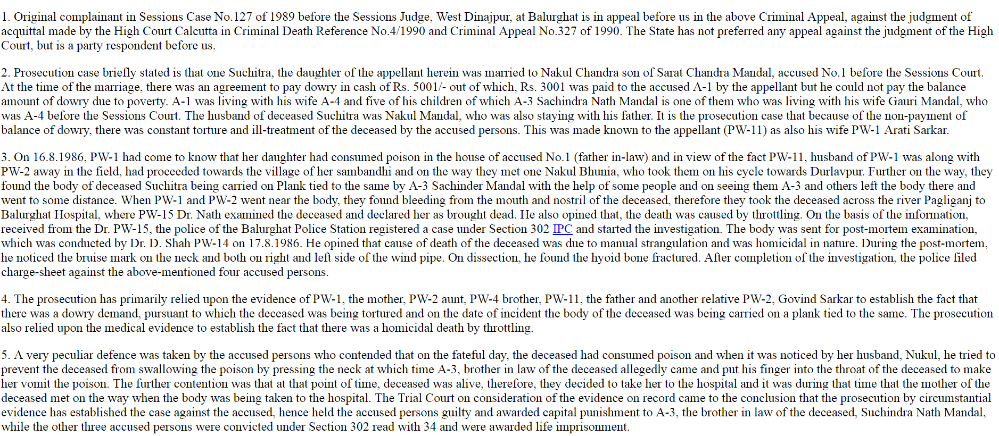 1. Original complainant in Sessions Case No.127 of 1989 before the Sessions Judge, West Dinajpur, at Balurghat is in appeal before us in the above Criminal Appeal, against the judgment of
acquittal made by the High Court Calcutta in Criminal Death Reference No.4/1990 and Criminal Appeal No.327 of 1990. The State has not preferred any appeal against the judgment of the High
Court, but is a party respondent before us.
2. Prosecution case briefly stated is that one Suchitra, the daughter of the appellant herein was married to Nakul Chandra son of Sarat Chandra Mandal, accused No.1 before the Sessions Court.
At the time of the marriage, there was an agreement to pay dowry in cash of Rs. 5001/- out of which, Rs. 3001 was paid to the accused A-1 by the appellant but he could not pay the balance
amount of dowry due to poverty. A-1 was living with his wife A-4 and five of his children of which A-3 Sachindra Nath Mandal is one of them who was living with his wife Gauri Mandal, who
was A-4 before the Sessions Court. The husband of deceased Suchitra was Nakul Mandal, who was also staying with his father. It is the prosecution case that because of the non-payment of
balance of dowry, there was constant torture and ill-treatment of the deceased by the accused persons. This was made known to the appellant (PW-11) as also his wife PW-1 Arati Sarkar.
3. On 16.8.1986, PW-1 had come to know that her daughter had consumed poison in the house of accused No.1 (father in-law) and in view of the fact PW-11, husband of PW-1 was along with
PW-2 away in the field, had proceeded towards the village of her sambandhi and on the way they met one Nakul Bhunia, who took them on his cycle towards Durlavpur. Further on the way, they
found the body of deceased Suchitra being carried on Plank tied to the same by A-3 Sachinder Mandal with the help of some people and on seeing them A-3 and others left the body there and
went to some distance. When PW-1 and PW-2 went near the body, they found bleeding from the mouth and nostril of the deceased, therefore they took the deceased across the river Pagliganj to
Balurghat Hospital, where PW-15 Dr. Nath examined the deceased and declared her as brought dead. He also opined that, the death was caused by throttling. On the basis of the information,
received from the Dr. PW-15, the police of the Balurghat Police Station registered a case under Section 302 IPC and started the investigation. The body was sent for post-mortem examination,
which was conducted by Dr. D. Shah PW-14 on 17.8.1986. He opined that cause of death of the deceased was due to manual strangulation and was homicidal in nature. During the post-mortem,
he noticed the bruise mark on the neck and both on right and left side of the wind pipe. On dissection, he found the hyoid bone fractured. After completion of the investigation, the police filed
charge-sheet against the above-mentioned four accused persons.
4. The prosecution has primarily relied upon the evidence of PW-1, the mother, PW-2 aunt, PW-4 brother, PW-11, the father and another relative PW-2, Govind Sarkar to establish the fact that
there was a dowry demand, pursuant to which the deceased was being tortured and on the date of incident the body of the deceased was being carried on a plank tied to the same. The prosecution
also relied upon the medical evidence to establish the fact that there was a homicidal death by throttling.
5. A very peculiar defence was taken by the accused persons who contended that on the fateful day, the deceased had consumed poison and when it was noticed by her husband, Nukul, he tried to
prevent the deceased from swallowing the poison by pressing the neck at which time A-3, brother in law of the deceased allegedly came and put his finger into the throat of the deceased to make
her vomit the poison. The further contention was that at that point of time, deceased was alive, therefore, they decided to take her to the hospital and it was during that time that the mother of the
deceased met on the way when the body was being taken to the hospital. The Trial Court on consideration of the evidence on record came to the conclusion that the prosecution by circumstantial
evidence has established the case against the accused, hence held the accused persons guilty and awarded capital punishment to A-3, the brother in law of the deceased, Suchindra Nath Mandal,
while the other three accused persons were convicted under Section 302 read with 34 and were awarded life imprisonment.